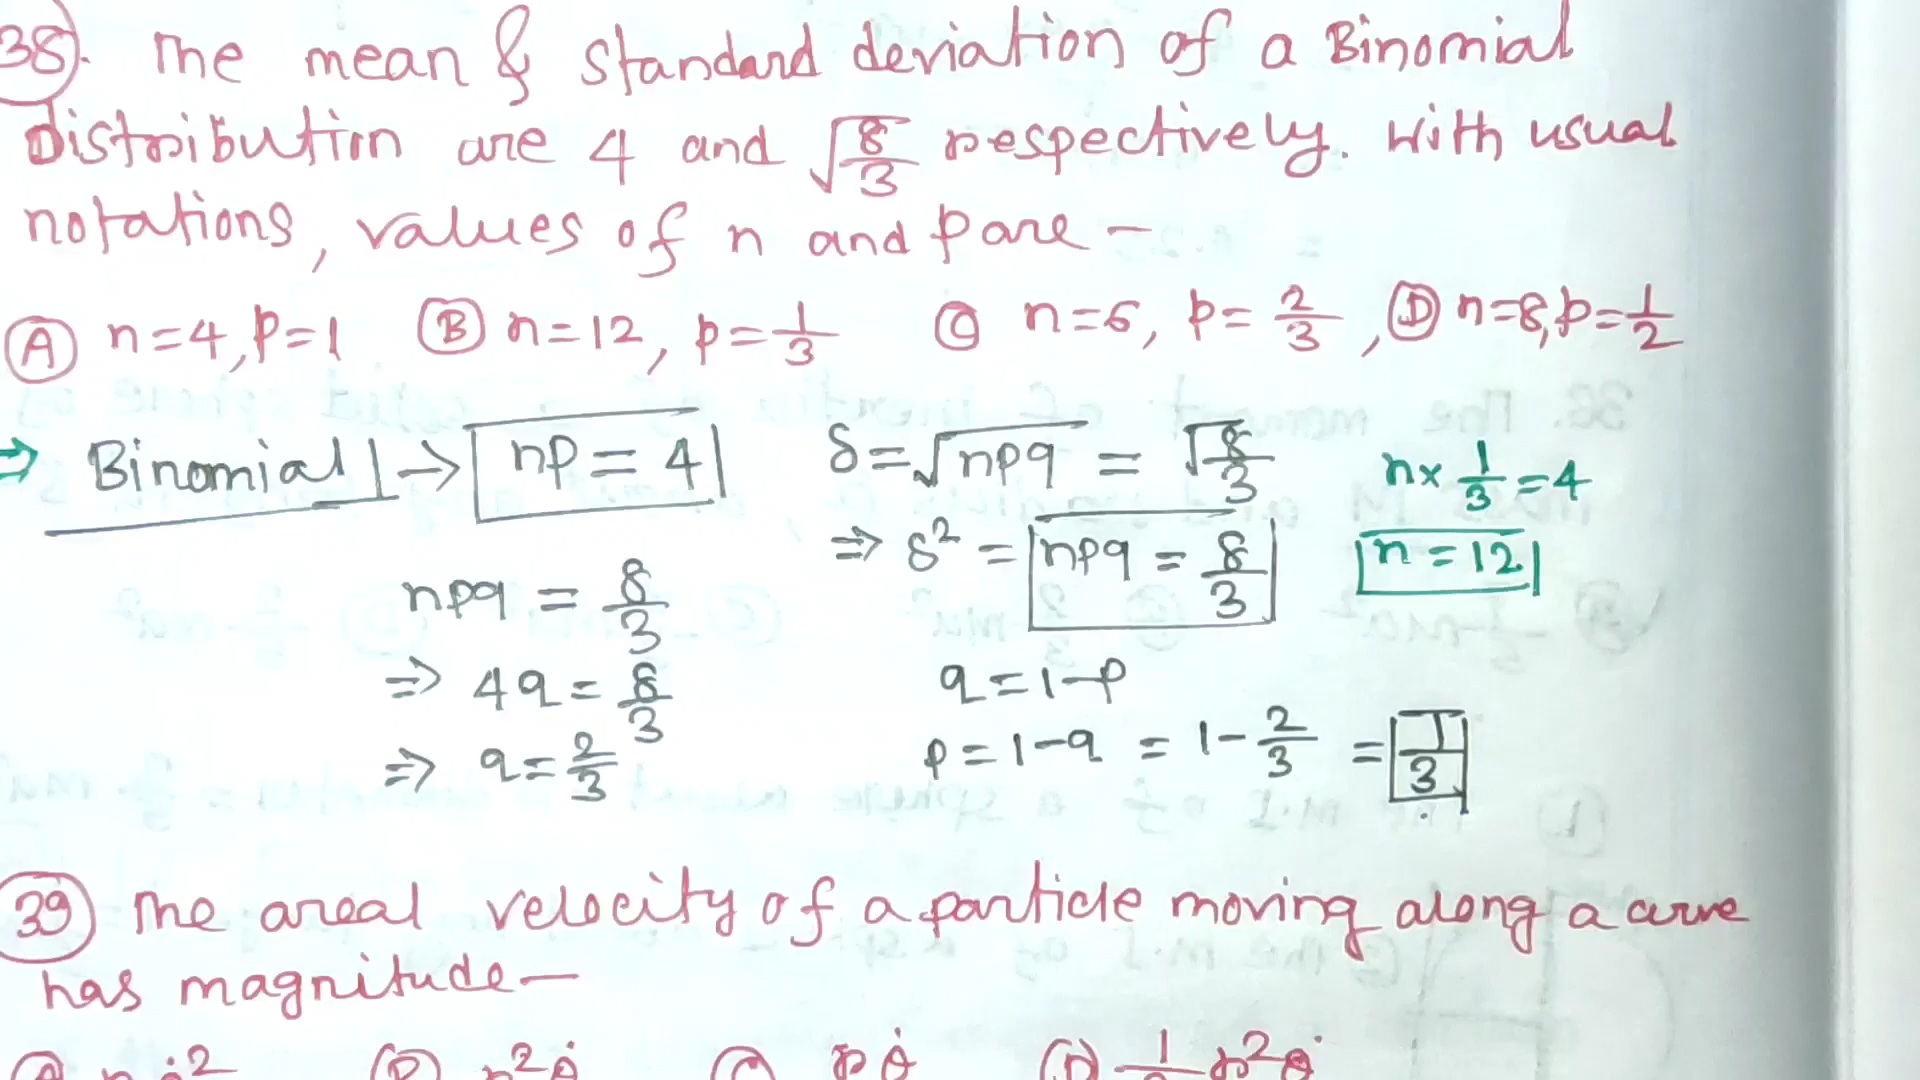 38. The mean & standard deviation of a Binomial
distribution are 4 and √8/3 respectively. With usual
notations, values of n and p are —
(A) n=4, p=1 (B) n=12, p=1/3 (C) n=6, p=2/3, (D) n=8, p=1/2
⇒ Binomial → np = 4 δ=√npq = √8/3 n×1/3=4
⇒ δ² = npq = 8/3 n=12
npq = 8/3
⇒ 4q = 8/3 q=1-p
⇒ q=2/3 p=1-q = 1-2/3 = 1/3
39 The areal velocity of a particle moving along a curve
has magnitude—